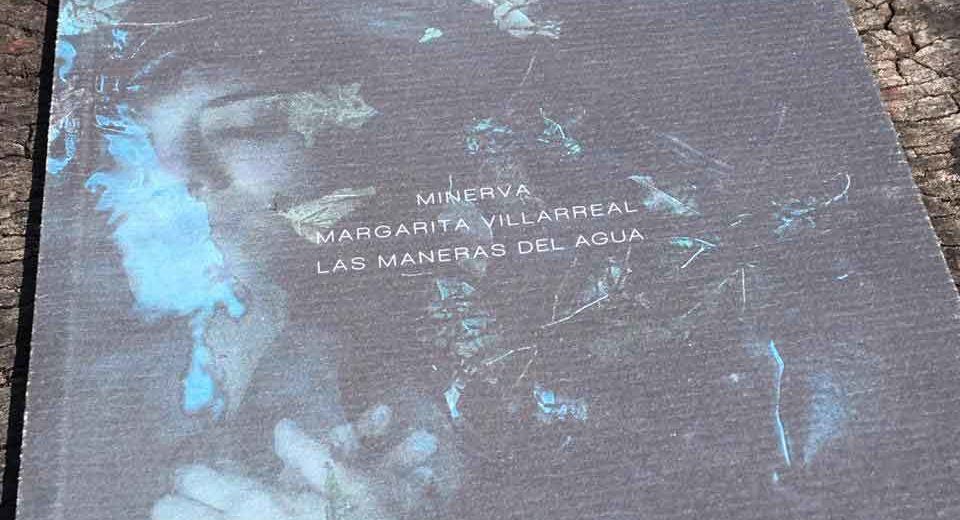 MINERVA
MARGARITA VILLARREAL
LAS MANERAS DEL AGUA